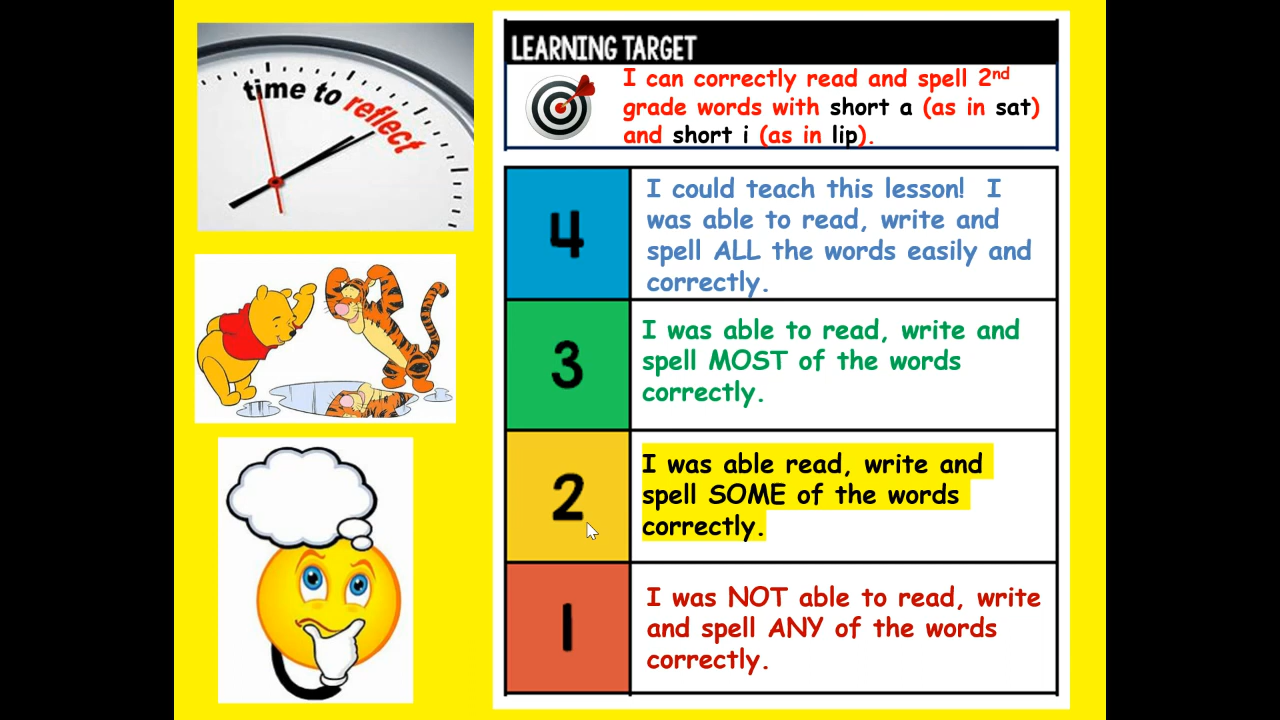 time to reflect
LEARNING TARGET
I can correctly read and spell 2nd
grade words with short a (as in sat)
and short i (as in lip).
4
I could teach this lesson! I
was able to read, write and
spell ALL the words easily and
correctly.
3
I was able to read, write and
spell MOST of the words
correctly.
2
I was able read, write and
spell SOME of the words
correctly.
1
I was NOT able to read, write
and spell ANY of the words
correctly.